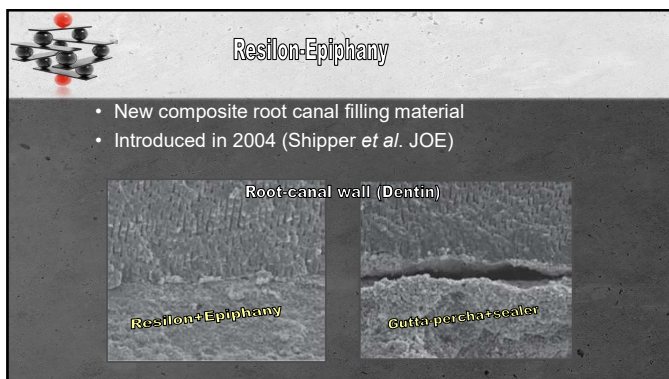 Resilon-Epiphany
• New composite root canal filling material
• Introduced in 2004 (Shipper et al. JOE)
Root-canal wall (Dentin)
Resilon+Epiphany
Gutta-percha+sealer